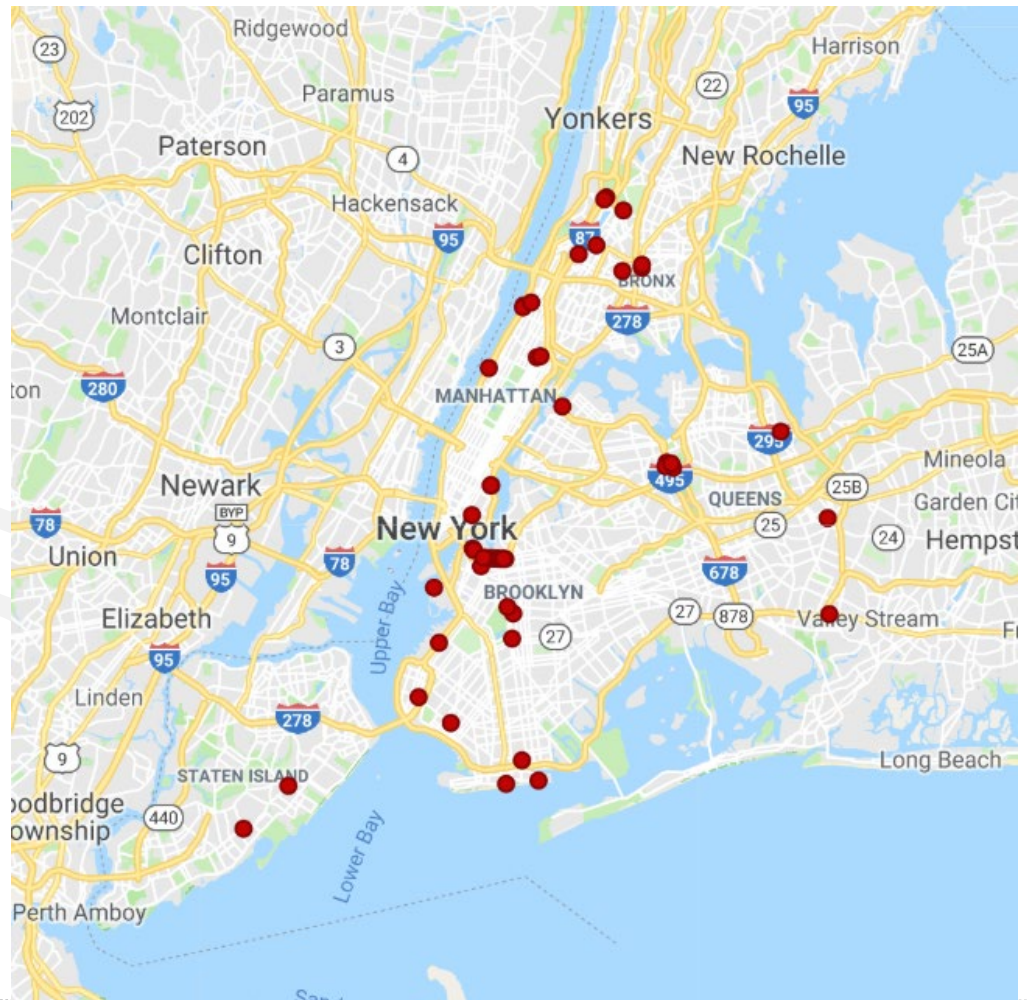 Ridgewood
Harrison
23
22
Paramus
95
202
Yonkers
Paterson
4
New Rochelle
Hackensack
95
87
Clifton
BRONX
Montclair
278
3
25A
280
ton
MANHATTAN
295
Mineola
495
Newark
25B
QUEENS
Garden Cit
BYP
9
78
New York
25
24
Hempst
Union
78
95
678
BROOKLYN
Elizabeth
27
878
Valley Stream
27
Fr
Upper Bay
95
Linden
278
9
Long Beach
STATEN ISLAND
oodbridge
ownship
440
Lower Bay
Perth Amboy
San